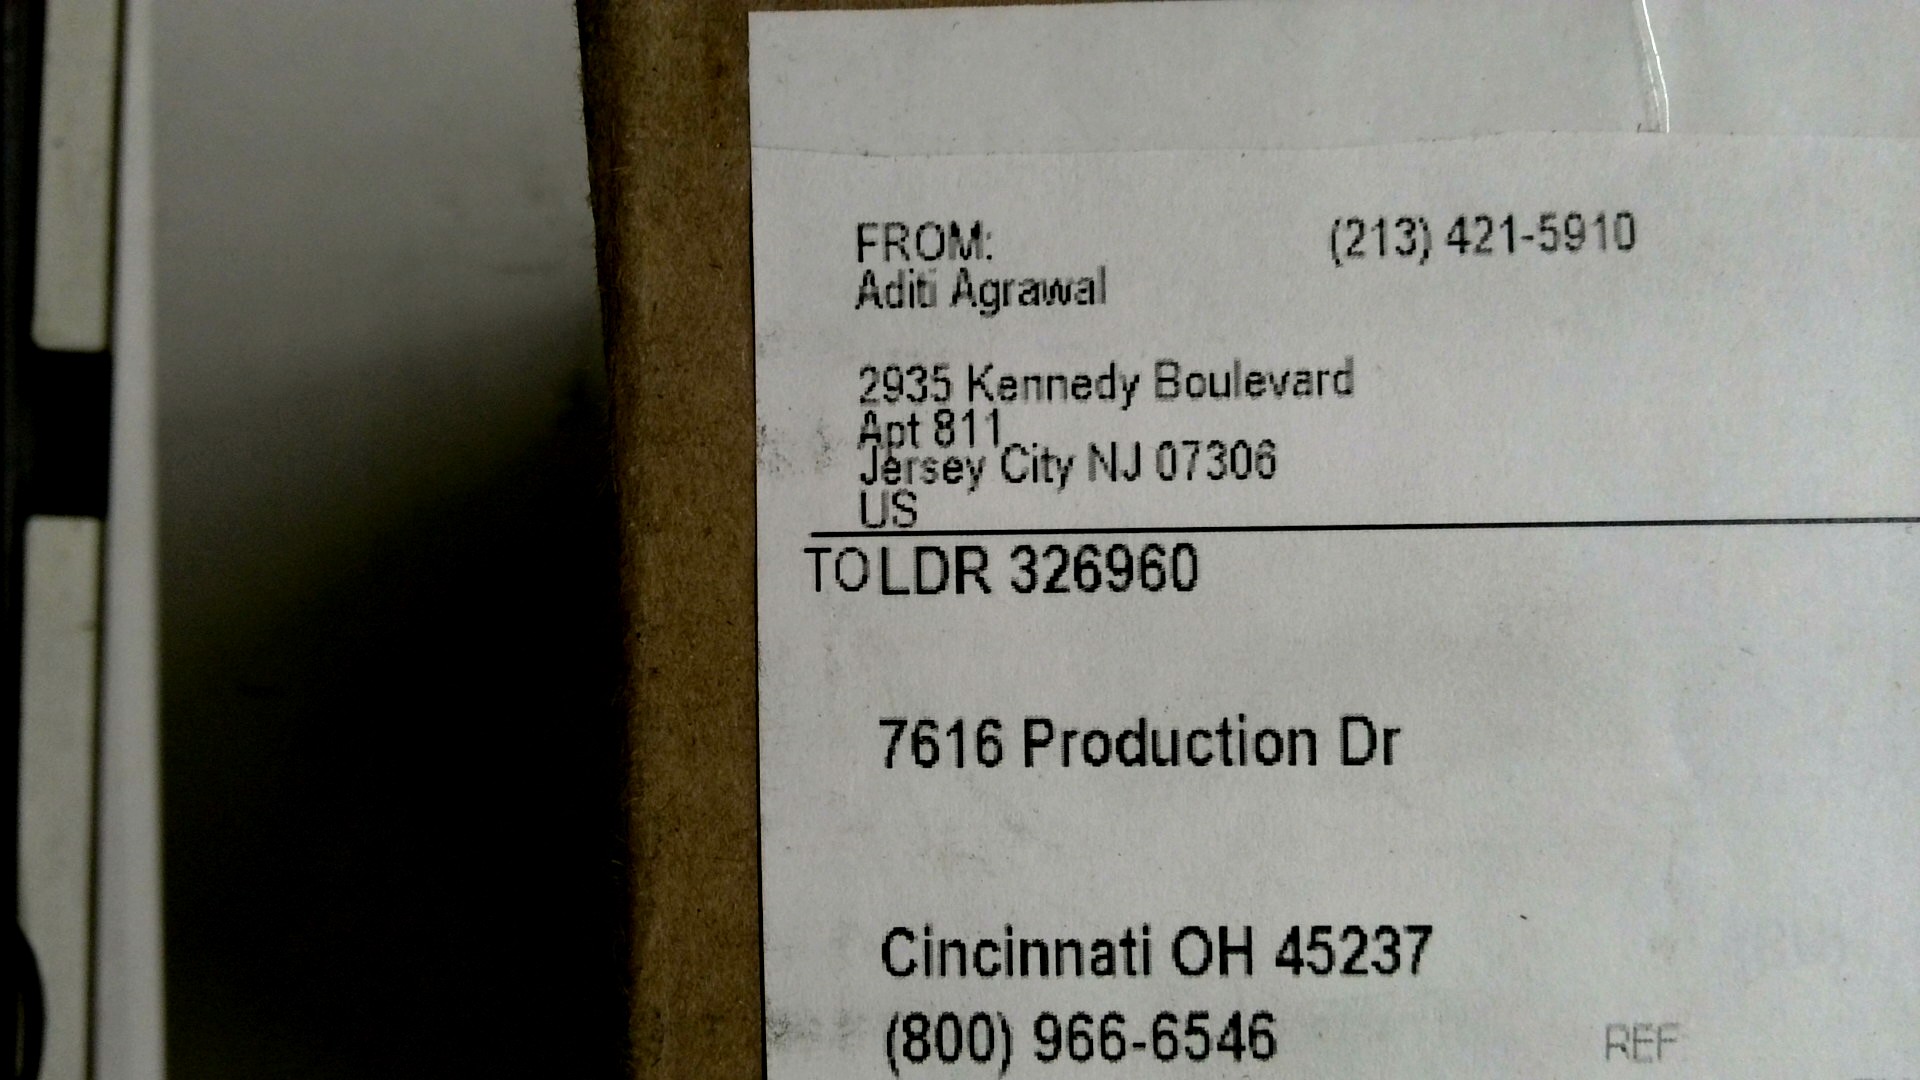 FROM: (213) 421-5910
Aditi Agrawal
2935 Kennedy Boulevard
Apt 811
Jersey City NJ 07306
US
TO LDR 326960
7616 Production Dr
Cincinnati OH 45237
(800) 966-6546
REF